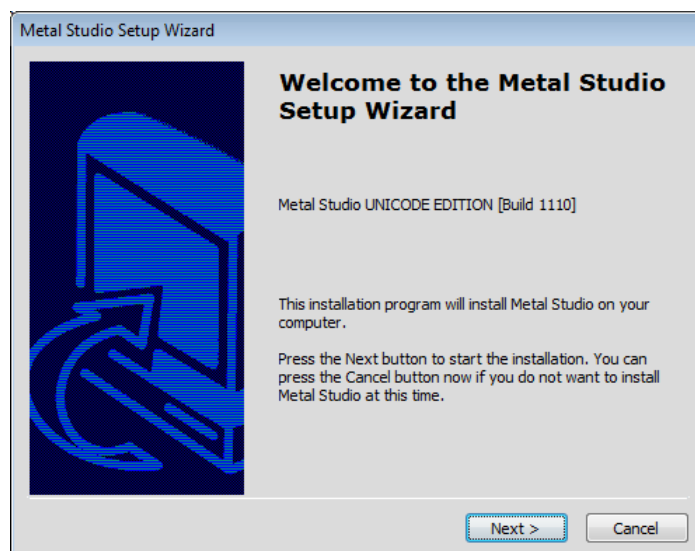 Metal Studio Setup Wizard
Welcome to the Metal Studio
Setup Wizard
Metal Studio UNICODE EDITION [Build 1110]
This installation program will install Metal Studio on your
computer.
Press the Next button to start the installation. You can
press the Cancel button now if you do not want to install
Metal Studio at this time.
Next >
Cancel